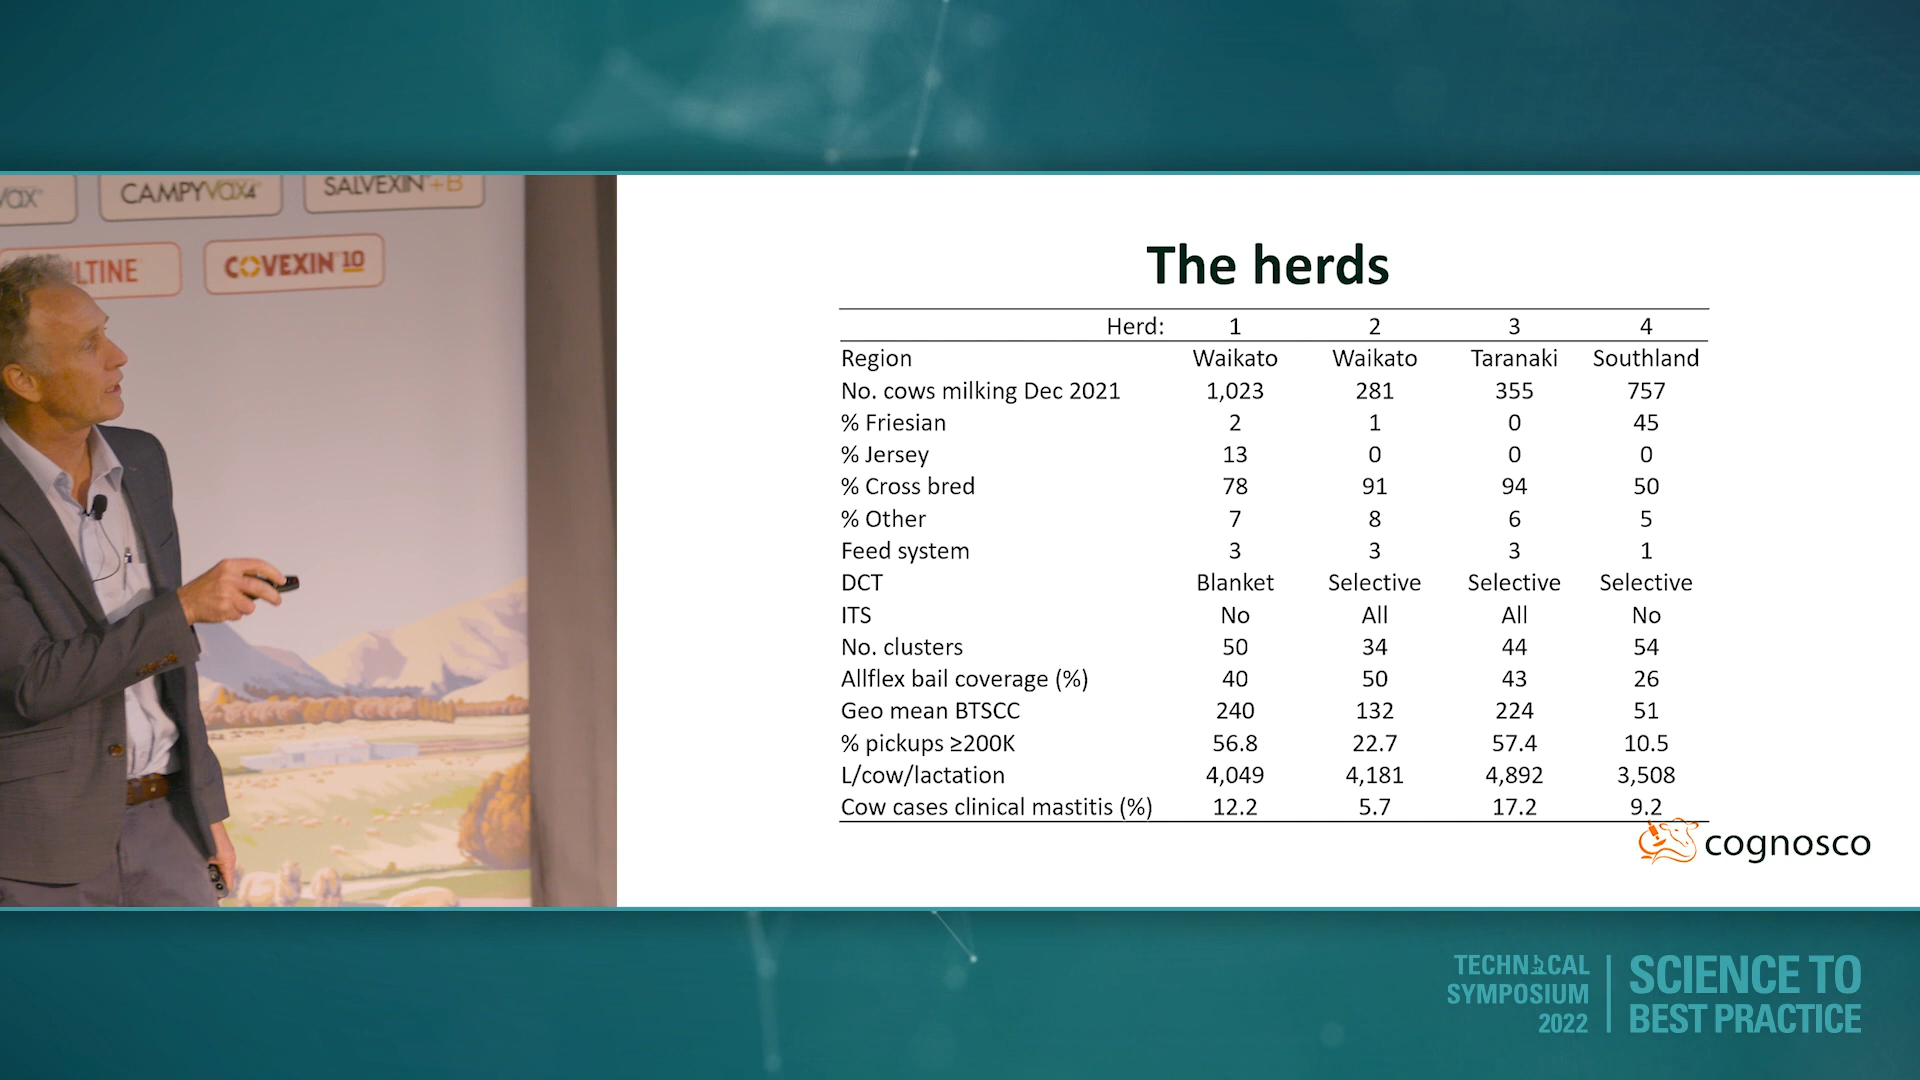 CAMPYVAX4
SALVEXIN+B
COVEXIN 10
The herds
Herd: 1 2 3 4
Region Waikato Waikato Taranaki Southland
No. cows milking Dec 2021 1,023 281 355 757
% Friesian 2 1 0 45
% Jersey 13 0 0 0
% Cross bred 78 91 94 50
% Other 7 8 6 5
Feed system 3 3 3 1
DCT Blanket Selective Selective Selective
ITS No All All No
No. clusters 50 34 44 54
Allflex bail coverage (%) 40 50 43 26
Geo mean BTSCC 240 132 224 51
% pickups ≥200K 56.8 22.7 57.4 10.5
L/cow/lactation 4,049 4,181 4,892 3,508
Cow cases clinical mastitis (%) 12.2 5.7 17.2 9.2
cognosco
TECHNICAL
SYMPOSIUM
2022
SCIENCE TO
BEST PRACTICE